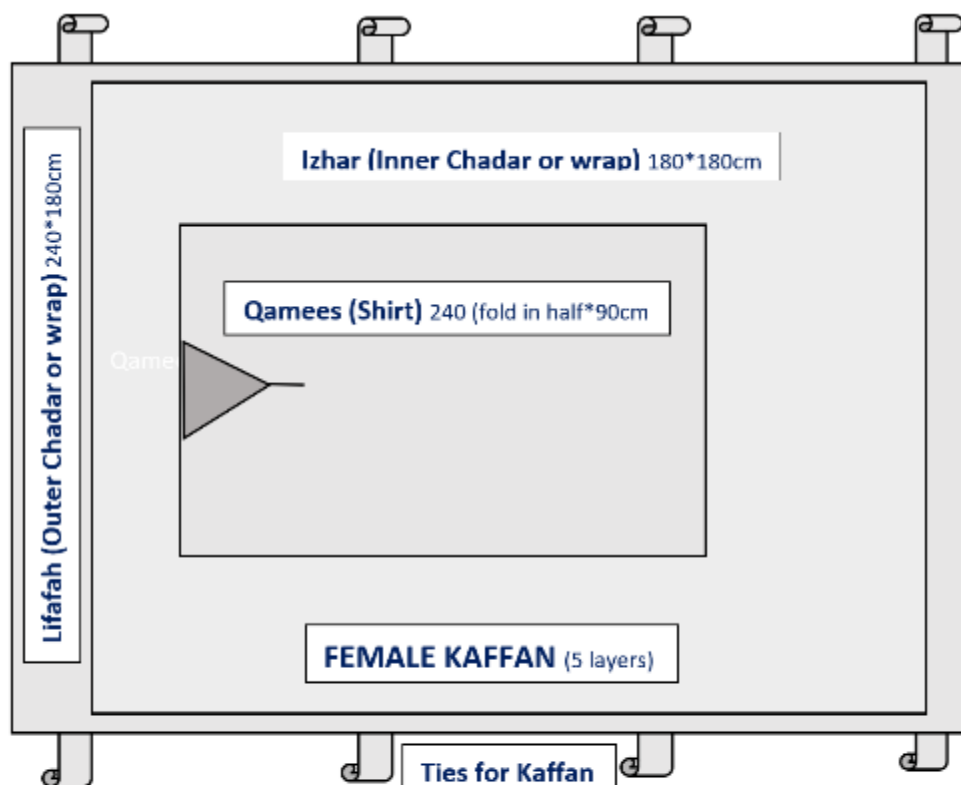 Izhar (Inner Chadar or wrap) 180*180cm
Lifafah (Outer Chadar or wrap) 240*180cm
Qamees (Shirt) 240 (fold in half*90cm
FEMALE KAFFAN (5 layers)
Ties for Kaffan